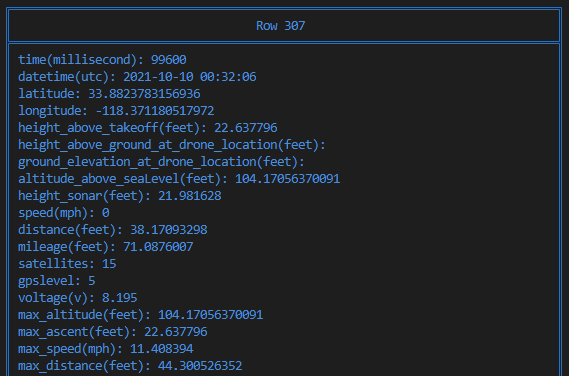 Row 307
time(millisecond): 99600
datetime(utc): 2021-10-10 00:32:06
latitude: 33.8823783156936
longitude: -118.371180517972
height_above_takeoff(feet): 22.637796
height_above_ground_at_drone_location(feet):
ground_elevation_at_drone_location(feet):
altitude_above_seaLevel(feet): 104.17056370091
height_sonar(feet): 21.981628
speed(mph): 0
distance(feet): 38.17093298
mileage(feet): 71.0876007
satellites: 15
gpslevel: 5
voltage(v): 8.195
max_altitude(feet): 104.17056370091
max_ascent(feet): 22.637796
max_speed(mph): 11.408394
max_distance(feet): 44.300526352